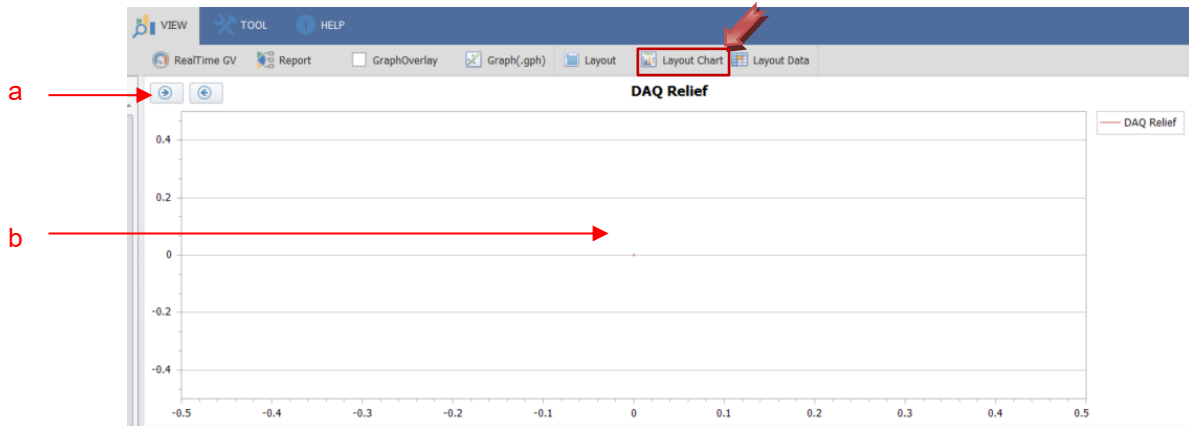 VIEW TOOL HELP
RealTime GV Report GraphOverlay Graph(.gph) Layout Layout Chart Layout Data
a
DAQ Relief
DAQ Relief
0.4
0.2
b
0
-0.2
-0.4
-0.5 -0.4 -0.3 -0.2 -0.1 0 0.1 0.2 0.3 0.4 0.5